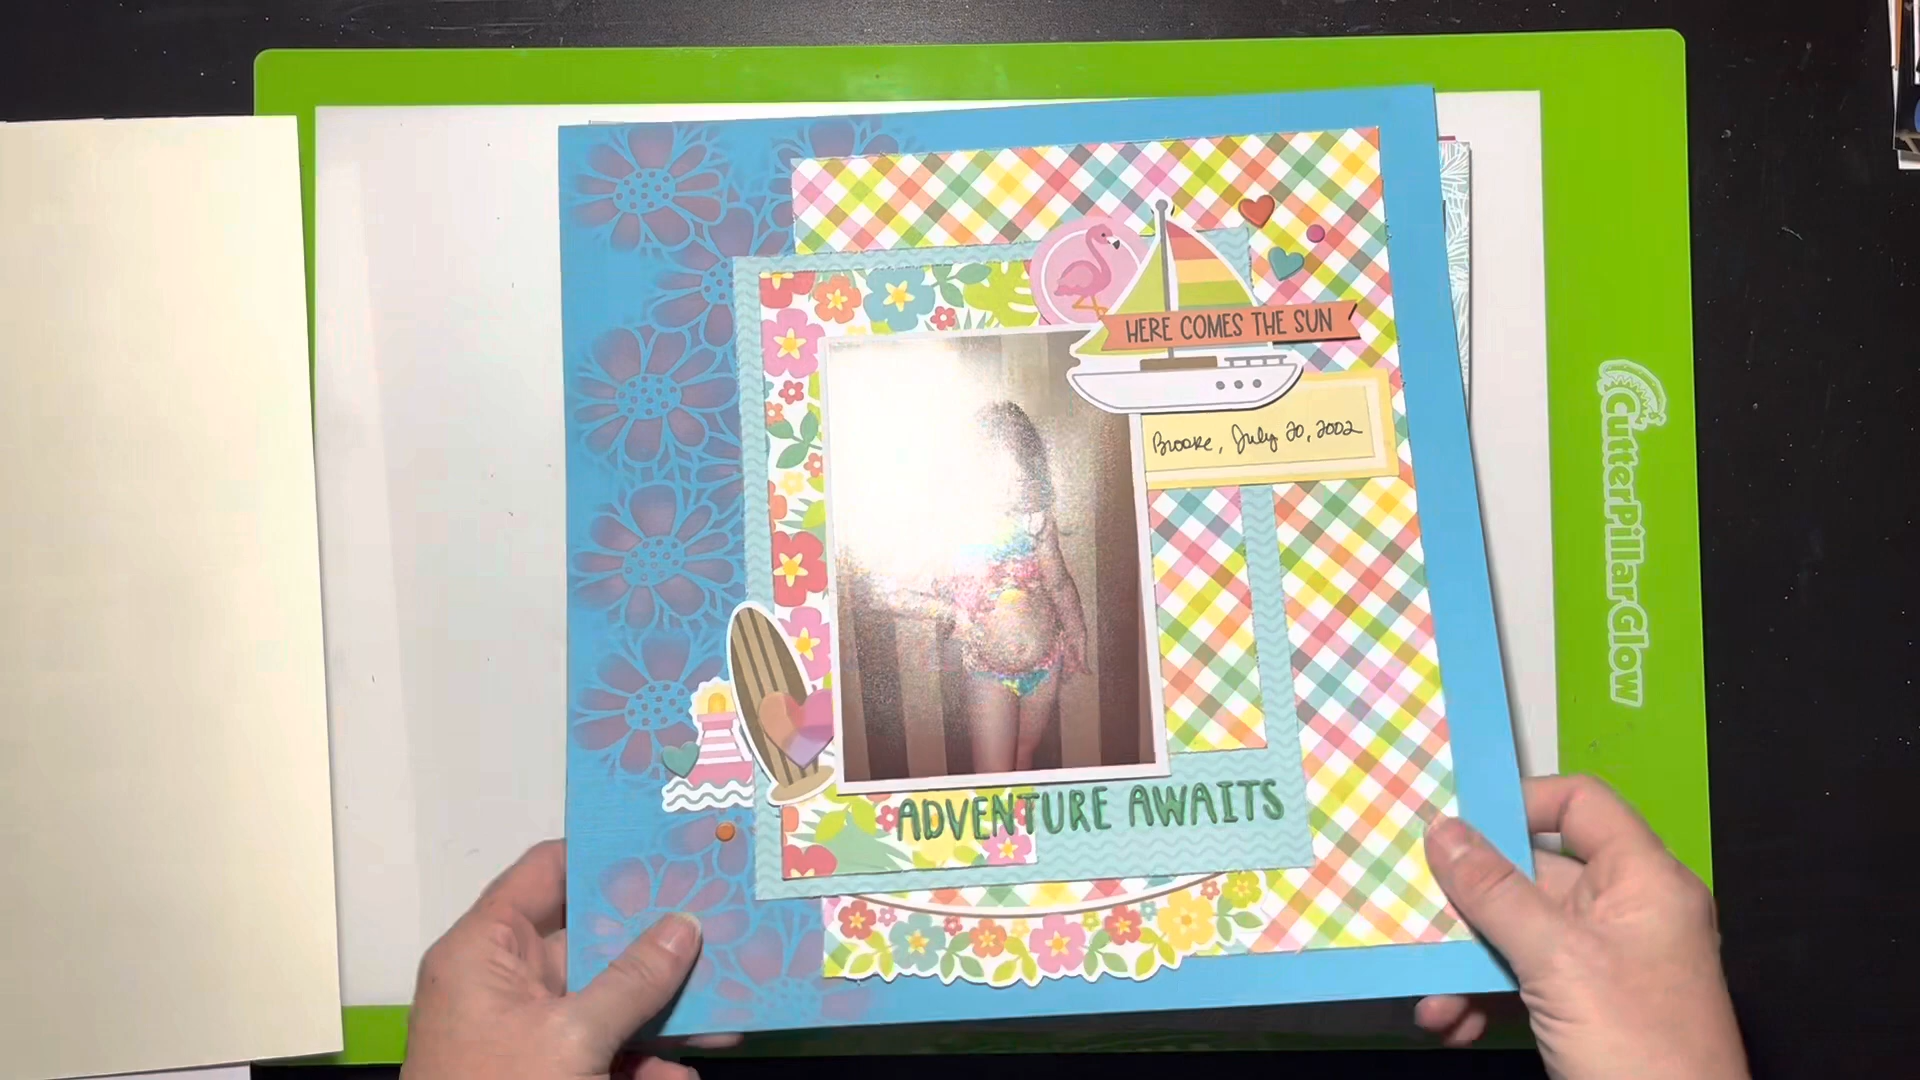 HERE COMES THE SUN
Brooke, July 20, 2002
ADVENTURE AWAITS
CutterPillarGlow